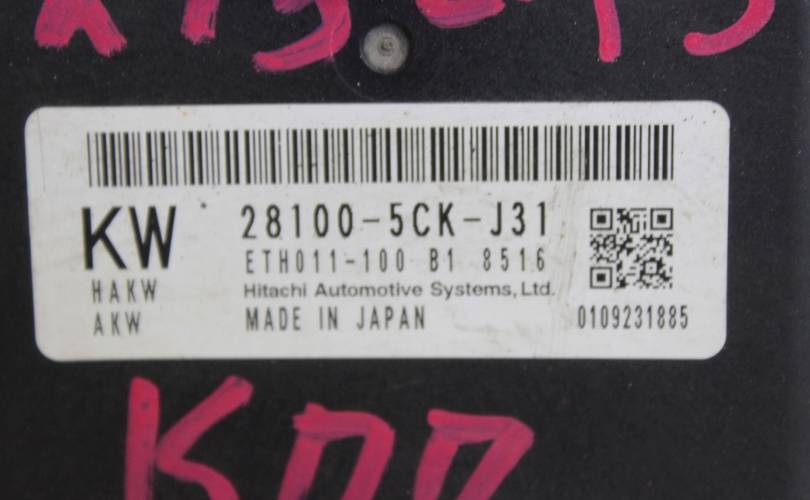 KW
28100-5CK-J31
ETH011-100 B1 8516
HAKW
Hitachi Automotive Systems, Ltd.
AKW
MADE IN JAPAN
0109231885